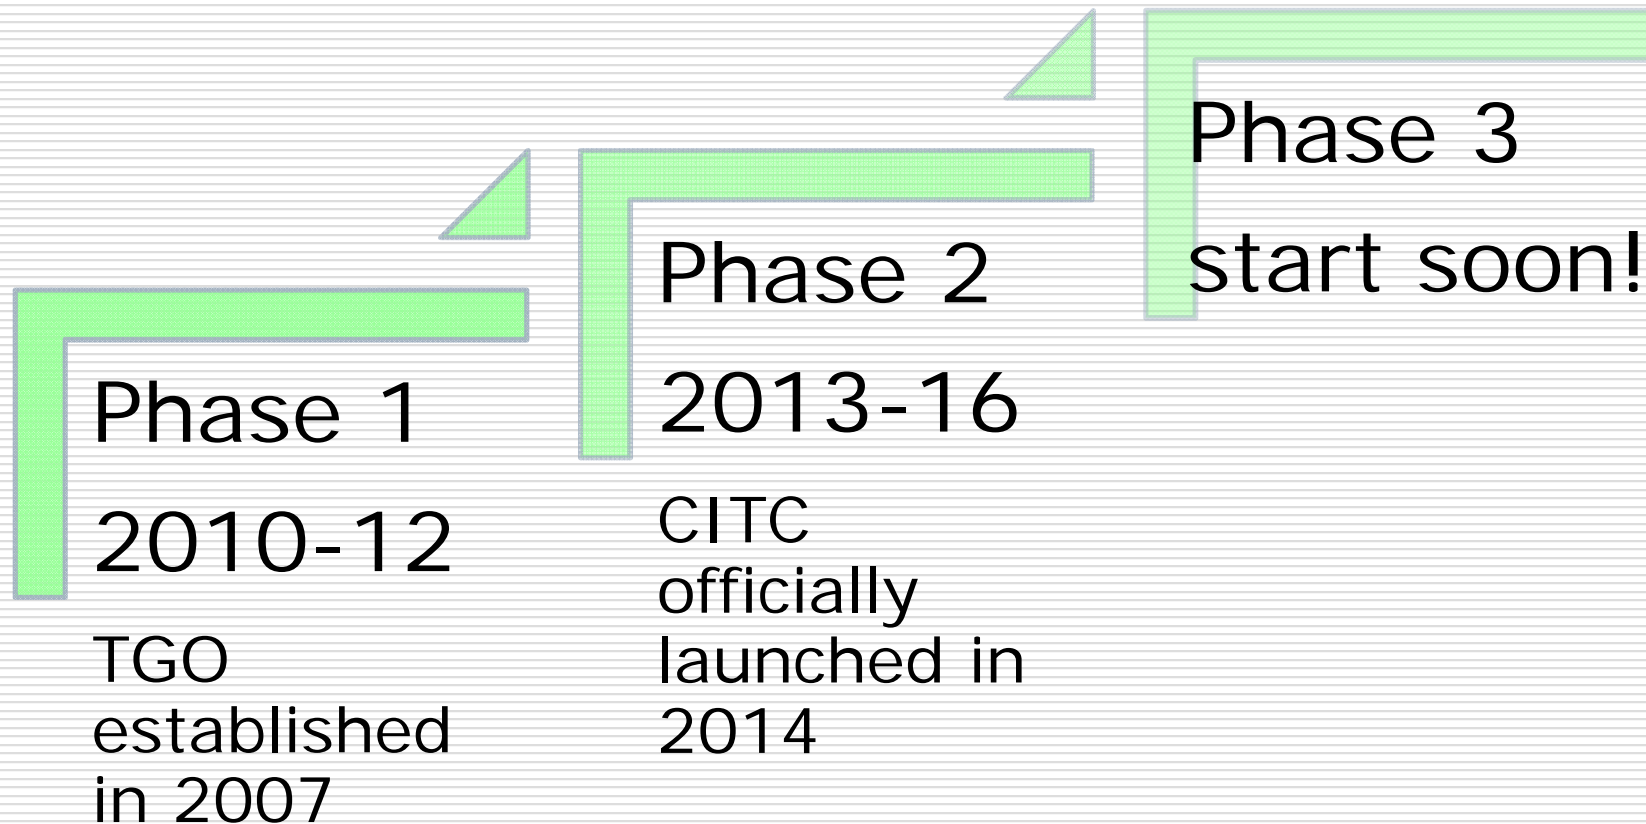 Phase 1
2010-12
TGO
established
in 2007
Phase 2
2013-16
CITC
officially
launched in
2014
Phase 3
start soon!